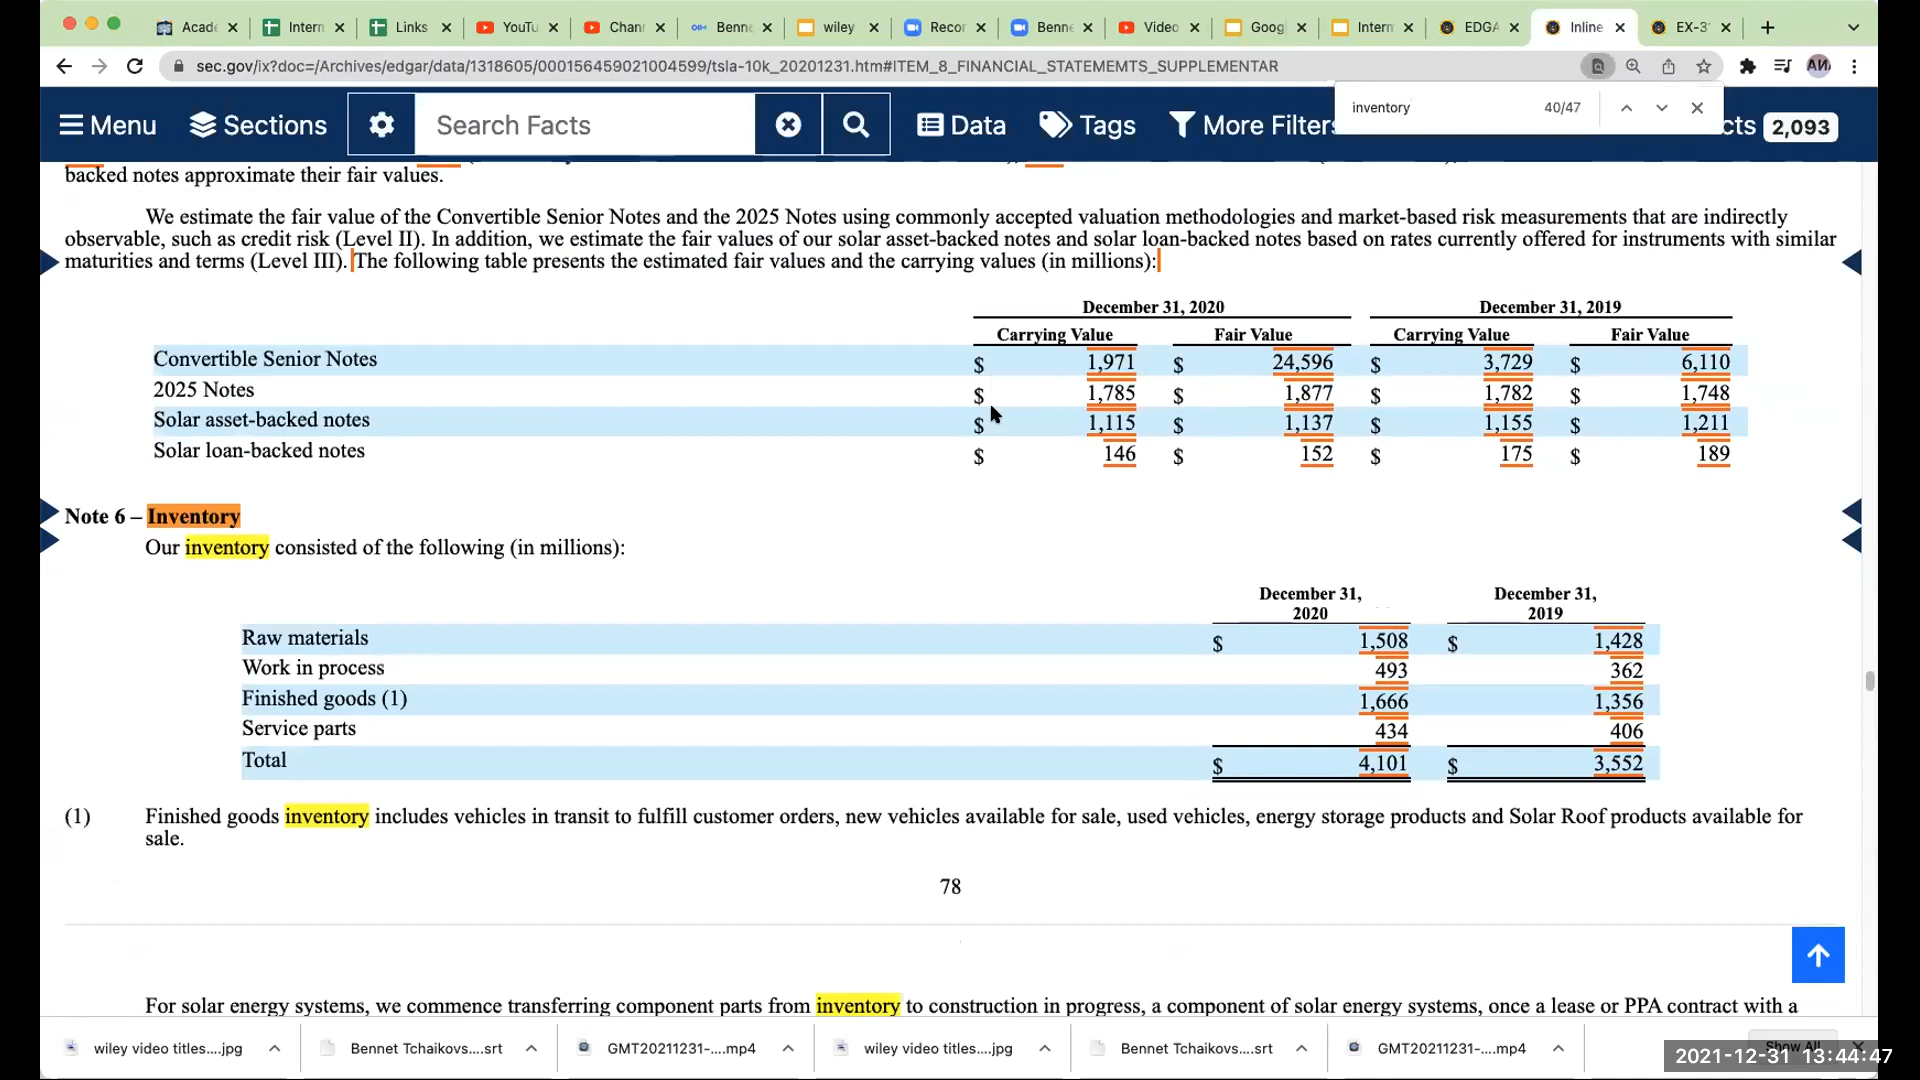 Acade
Intern
Links
YouTu
Chann
Benne
wiley
Recor
Benne
Video
Goog
Intern
EDGA
Inline
EX-3
sec.gov/ix?doc=/Archives/edgar/data/1318605/000156459021004599/tsla-10k_20201231.htm#ITEM_8_FINANCIAL_STATEMEMTS_SUPPLEMENTAR
inventory 40/47
Menu Sections Search Facts Data Tags More Filters cts 2,093
backed notes approximate their fair values.
We estimate the fair value of the Convertible Senior Notes and the 2025 Notes using commonly accepted valuation methodologies and market-based risk measurements that are indirectly
observable, such as credit risk (Level II). In addition, we estimate the fair values of our solar asset-backed notes and solar loan-backed notes based on rates currently offered for instruments with similar
maturities and terms (Level III). The following table presents the estimated fair values and the carrying values (in millions):
December 31, 2020 December 31, 2019
Carrying Value Fair Value Carrying Value Fair Value
Convertible Senior Notes $ 1,971 $ 24,596 $ 3,729 $ 6,110
2025 Notes $ 1,785 $ 1,877 $ 1,782 $ 1,748
Solar asset-backed notes $ 1,115 $ 1,137 $ 1,155 $ 1,211
Solar loan-backed notes $ 146 $ 152 $ 175 $ 189
Note 6 – Inventory
Our inventory consisted of the following (in millions):
December 31, December 31,
2020 2019
Raw materials $ 1,508 $ 1,428
Work in process 493 362
Finished goods (1) 1,666 1,356
Service parts 434 406
Total $ 4,101 $ 3,552
(1) Finished goods inventory includes vehicles in transit to fulfill customer orders, new vehicles available for sale, used vehicles, energy storage products and Solar Roof products available for
sale.
78
For solar energy systems, we commence transferring component parts from inventory to construction in progress, a component of solar energy systems, once a lease or PPA contract with a
wiley video titles....jpg
Bennet Tchaikovs....srt
GMT20211231-....mp4
wiley video titles....jpg
Bennet Tchaikovs....srt
GMT20211231-....mp4
Show All
2021-12-31 13:44:47